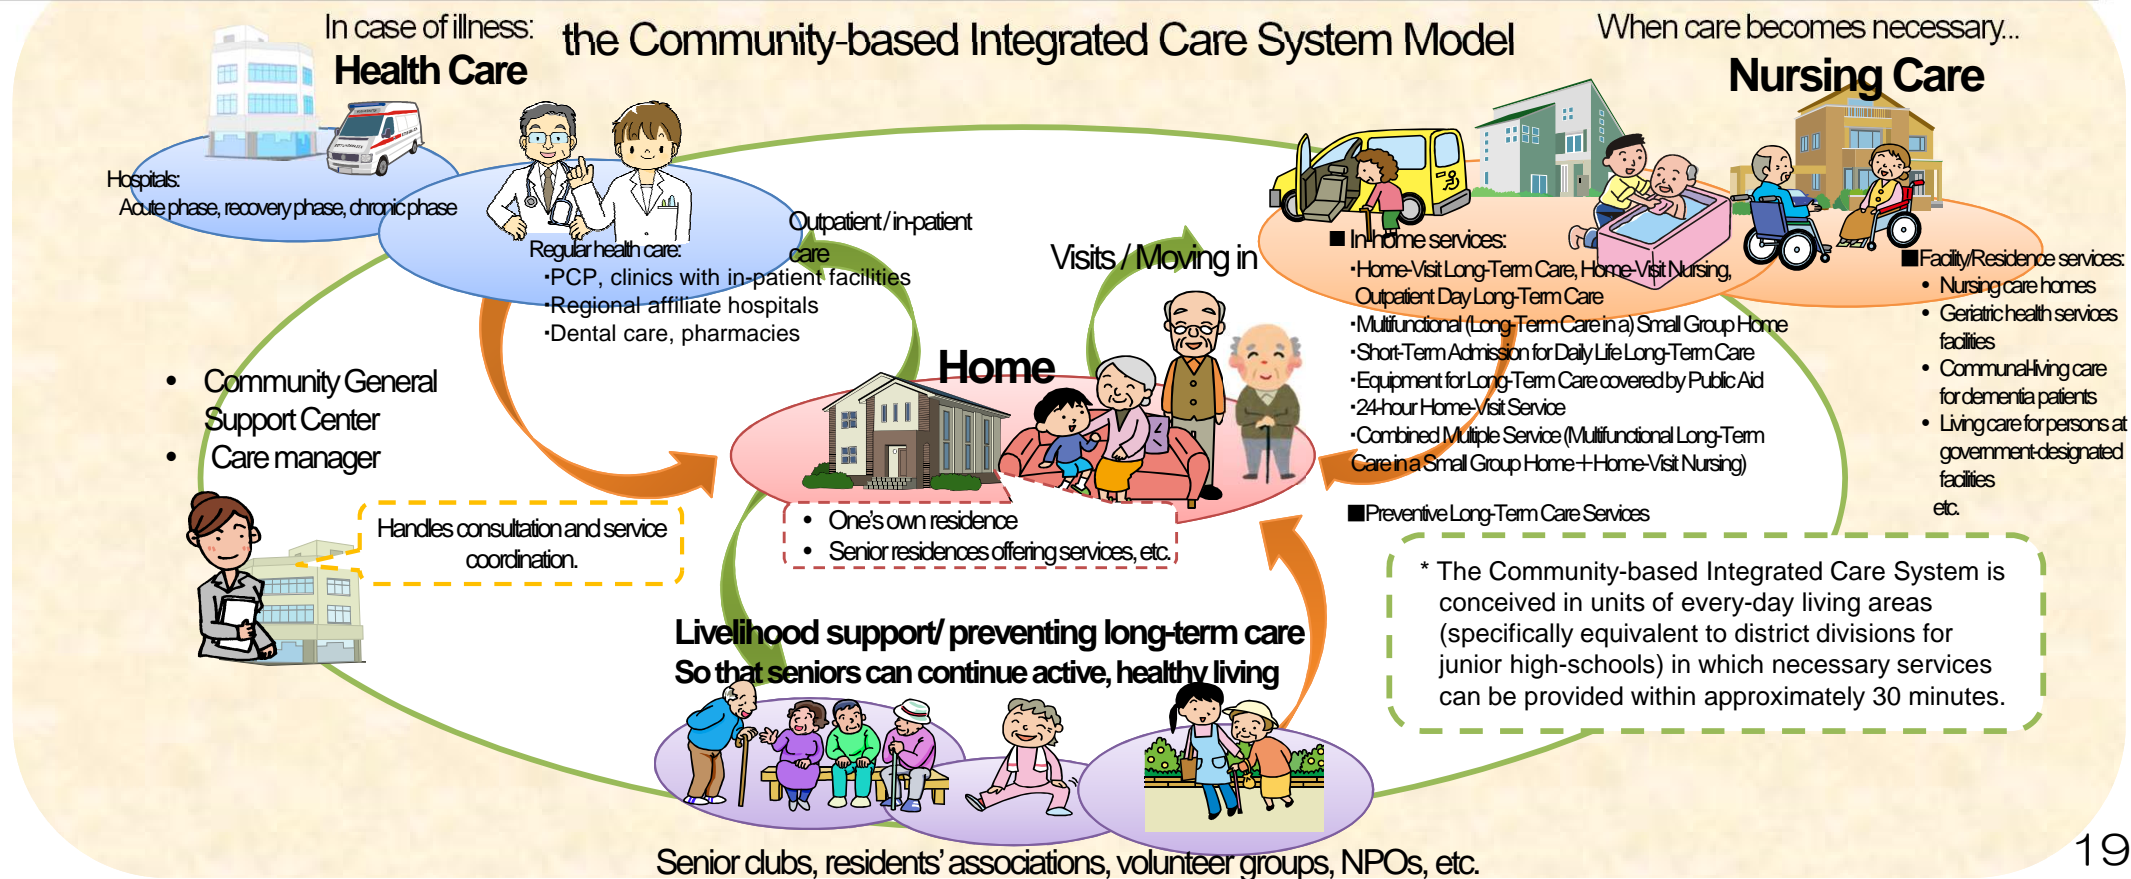 the Community-based Integrated Care System Model
In case of illness:
Health Care
When care becomes necessary...
Nursing Care
Hospitals:
Acute phase, recovery phase, chronic phase
Regular health care:
・PCP, clinics with in-patient facilities
・Regional affiliate hospitals
・Dental care, pharmacies
Outpatient / in-patient
care
Visits / Moving in
■ In-home services:
・Home-Visit Long-Term Care, Home-Visit Nursing,
Outpatient Day Long-Term Care
・Multifunctional (Long-Term Care in a) Small Group Home
・Short-Term Admission for Daily Life Long-Term Care
・Equipment for Long-Term Care covered by Public Aid
・24-hour Home-Visit Service
・Combined Multiple Service (Multifunctional Long-Term
Care in a Small Group Home＋Home-Visit Nursing)
■Preventive Long-Term Care Services
■Facility/Residence services:
• Nursing care homes
• Geriatric health services
facilities
• Communal-living care
for dementia patients
• Living care for persons at
government-designated
facilities
etc.
• Community General
Support Center
• Care manager
Handles consultation and service
coordination.
Home
• One's own residence
• Senior residences offering services, etc.
Livelihood support/ preventing long-term care
So that seniors can continue active, healthy living
* The Community-based Integrated Care System is
conceived in units of every-day living areas
(specifically equivalent to district divisions for
junior high-schools) in which necessary services
can be provided within approximately 30 minutes.
Senior clubs, residents' associations, volunteer groups, NPOs, etc.
19